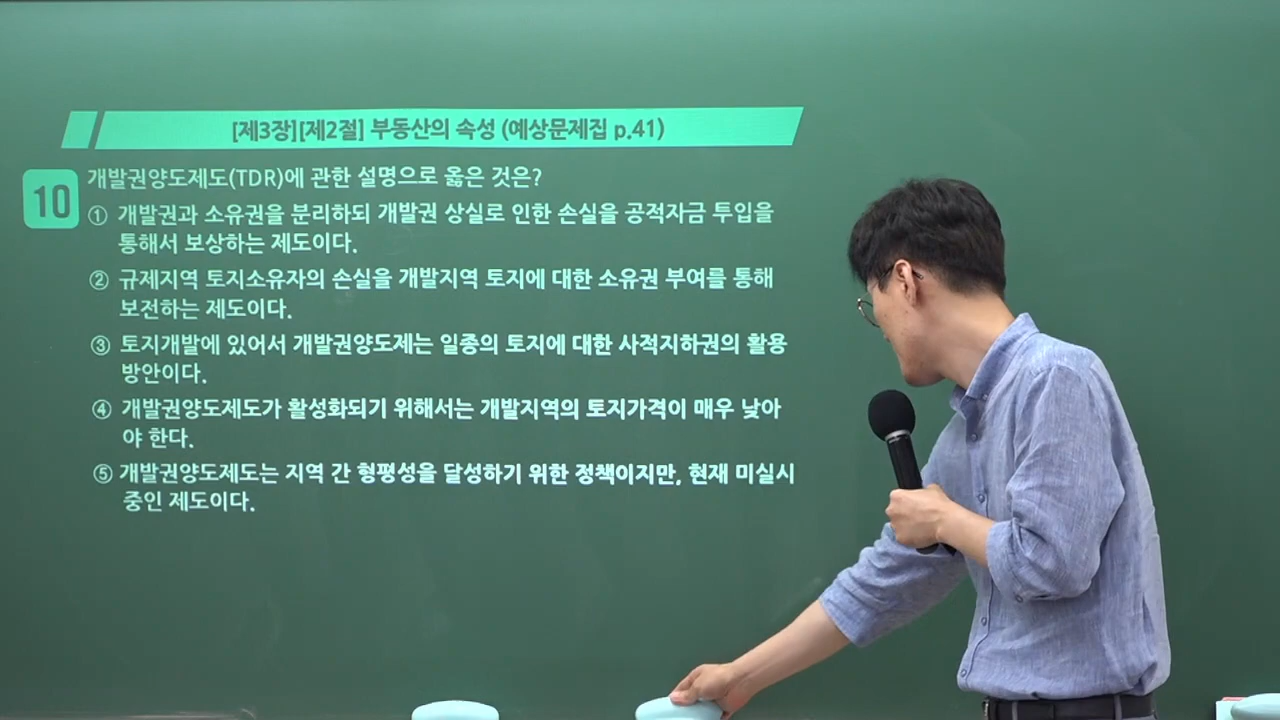 [제3장][제2절] 부동산의 속성 (예상문제집 p.41)
10 개발권양도제도(TDR)에 관한 설명으로 옳은 것은?
① 개발권과 소유권을 분리하되 개발권 상실로 인한 손실을 공적자금 투입을
통해서 보상하는 제도이다.
② 규제지역 토지소유자의 손실을 개발지역 토지에 대한 소유권 부여를 통해
보전하는 제도이다.
③ 토지개발에 있어서 개발권양도제는 일종의 토지에 대한 사적지하권의 활용
방안이다.
④ 개발권양도제도가 활성화되기 위해서는 개발지역의 토지가격이 매우 낮아
야 한다.
⑤ 개발권양도제도는 지역 간 형평성을 달성하기 위한 정책이지만, 현재 미실시
중인 제도이다.